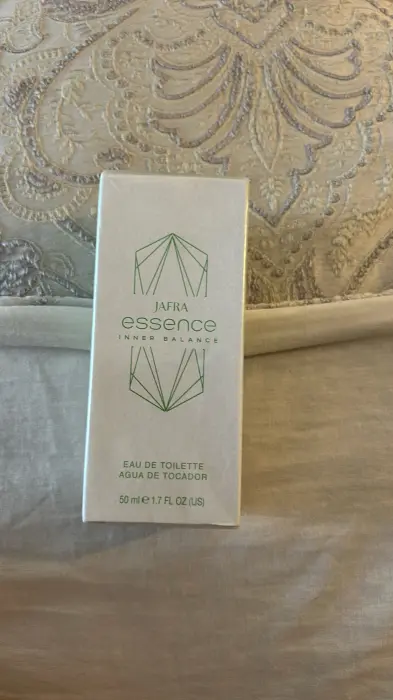 JAFRA
essence
INNER BALANCE
EAU DE TOILETTE
AGUA DE TOCADOR
50 ml ℮ 1.7 FL OZ (US)